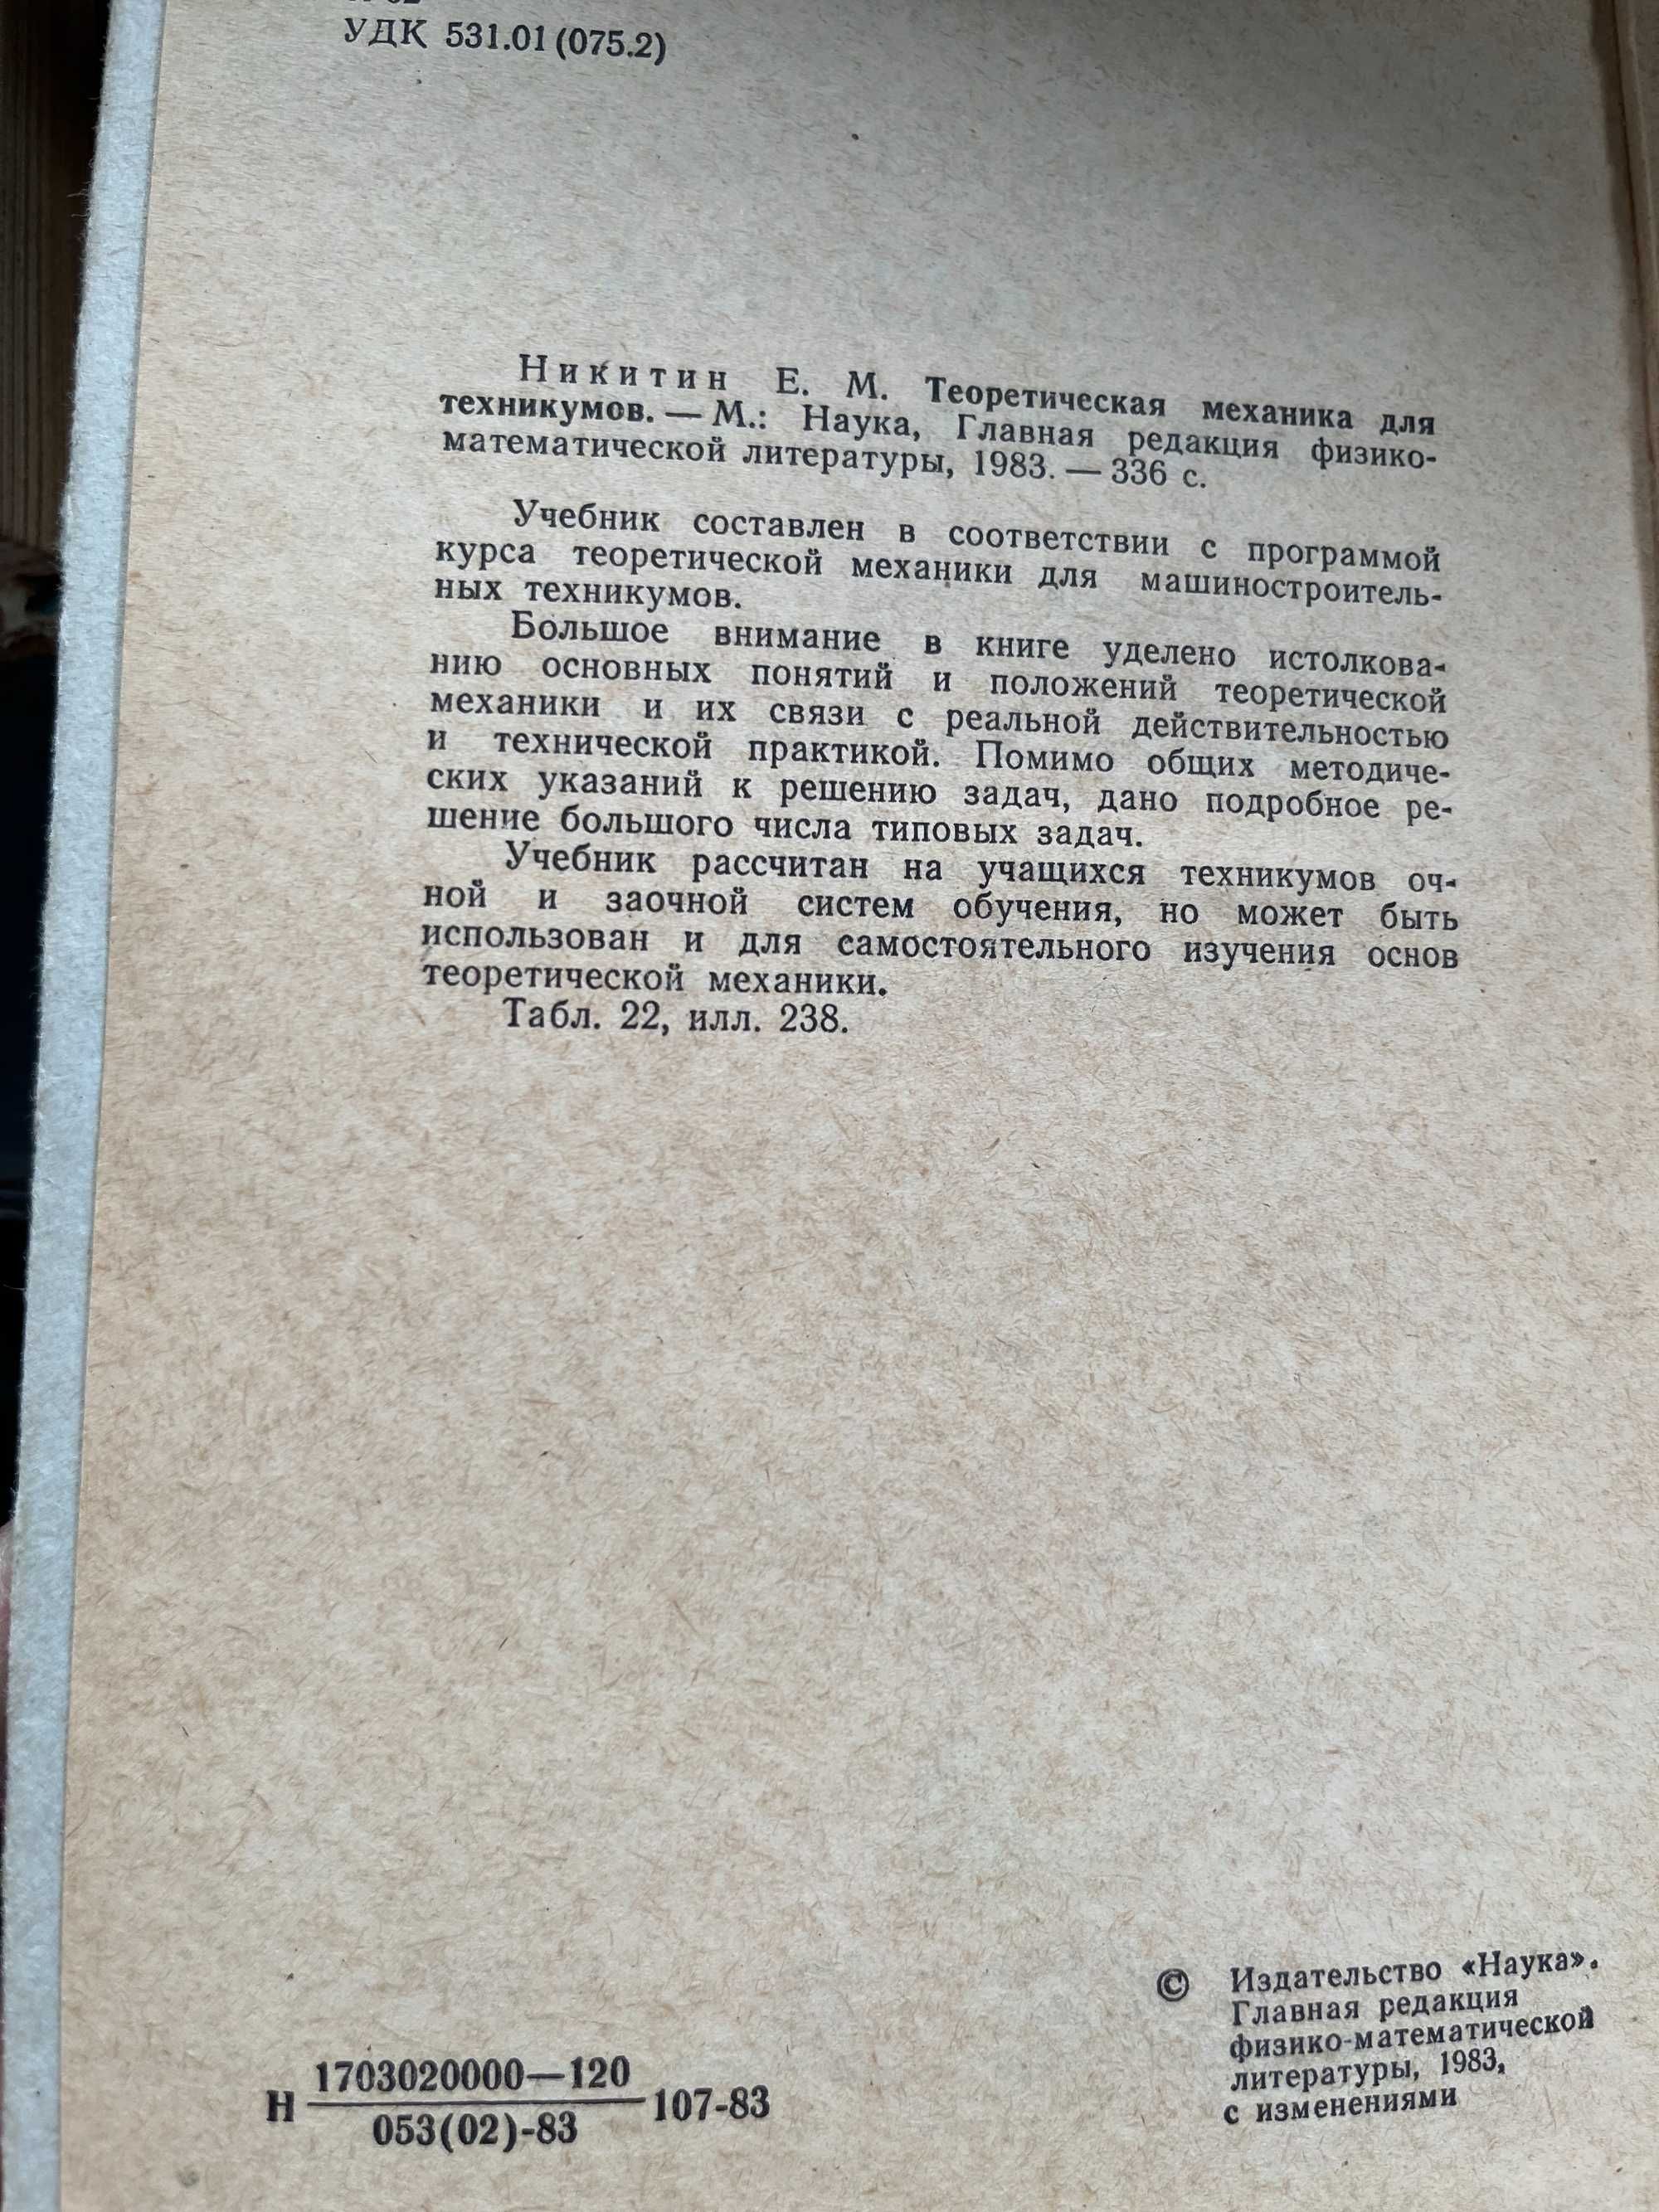 УДК 531.01(075.2)
Никитин Е. М. Теоретическая механика для
техникумов. — М.: Наука, Главная редакция физико-
математической литературы, 1983. — 336 с.
Учебник составлен в соответствии с программой
курса теоретической механики для машиностроитель-
ных техникумов.
Большое внимание в книге уделено истолкова-
нию основных понятий и положений теоретической
механики и их связи с реальной действительностью
и технической практикой. Помимо общих методиче-
ских указаний к решению задач, дано подробное ре-
шение большого числа типовых задач.
Учебник рассчитан на учащихся техникумов оч-
ной и заочной систем обучения, но может быть
использован и для самостоятельного изучения основ
теоретической механики.
Табл. 22, илл. 238.
© Издательство «Наука».
Главная редакция
физико-математической
литературы, 1983,
с изменениями
1703020000—120
Н 107-83
053(02)-83